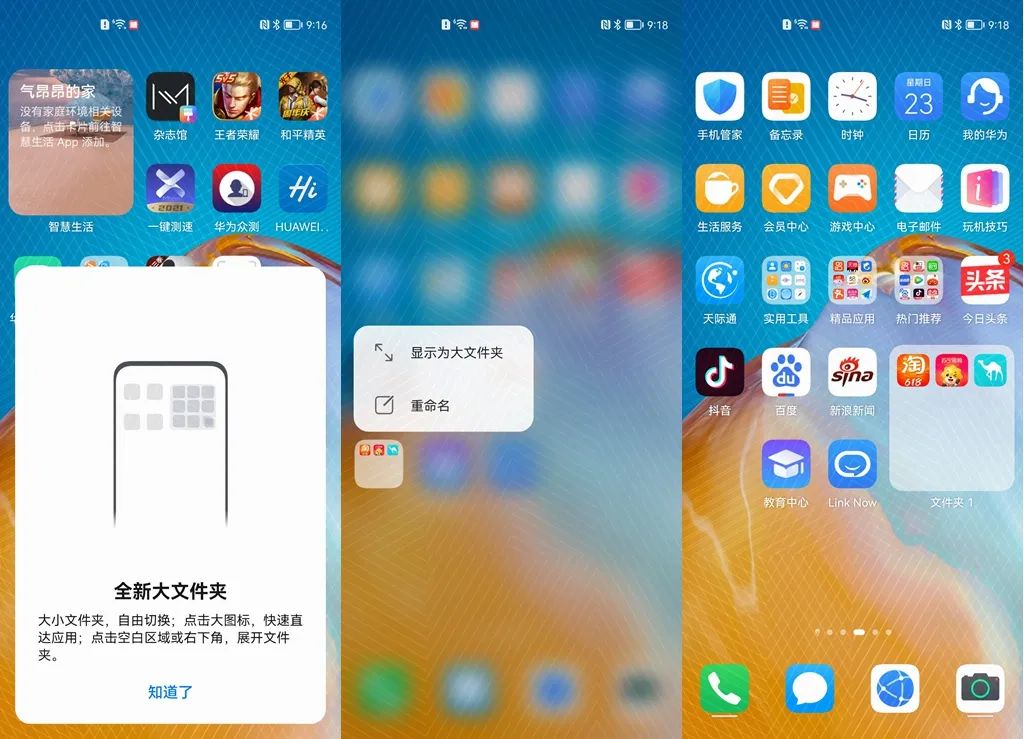 9:16
气昂昂的家
没有家庭环境相关设
备，点击卡片前往智
慧生活 App 添加。
智慧生活
5V5
杂志馆
王者荣耀
和平精英
2021
一键测速
华为众测
Hi
HUAWEI..
全新大文件夹
大小文件夹，自由切换；点击大图标，快速直
达应用；点击空白区域或右下角，展开文件
夹。
知道了
9:18
显示为大文件夹
重命名
9:18
星期日
23
手机管家
备忘录
时钟
日历
我的华为
生活服务
会员中心
游戏中心
电子邮件
玩机技巧
头条
3
天际通
实用工具
精品应用
热门推荐
今日头条
du
sina
淘
618
抖音
百度
新浪新闻
教育中心
Link Now
文件夹 1